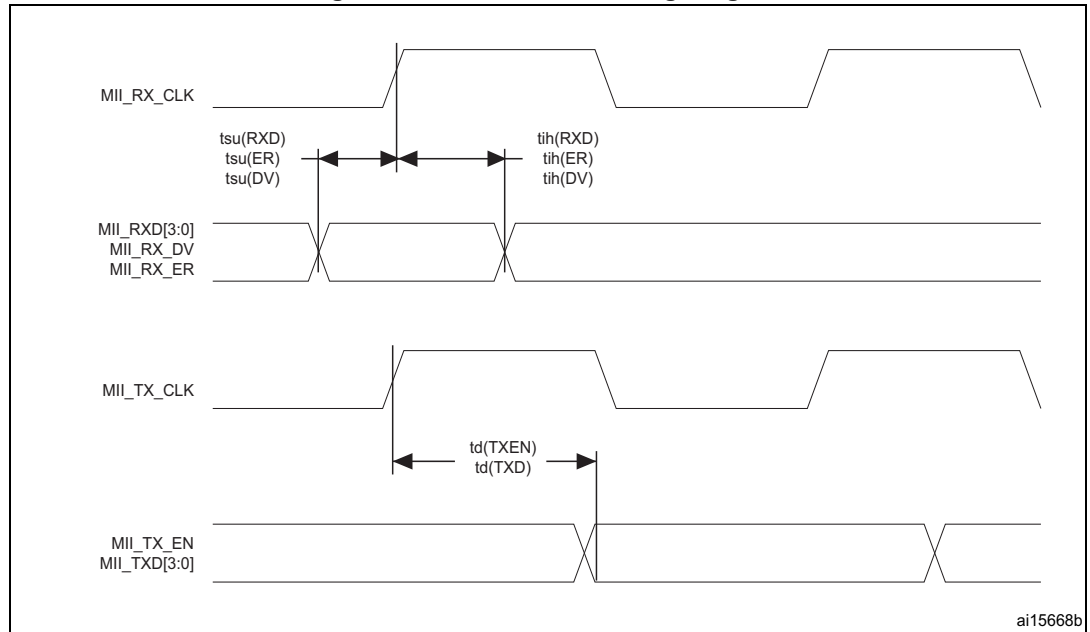 MII_RX_CLK
tsu(RXD)
tsu(ER)
tsu(DV)
tih(RXD)
tih(ER)
tih(DV)
MII_RXD[3:0]
MII_RX_DV
MII_RX_ER
MII_TX_CLK
td(TXEN)
td(TXD)
MII_TX_EN
MII_TXD[3:0]
ai15668b